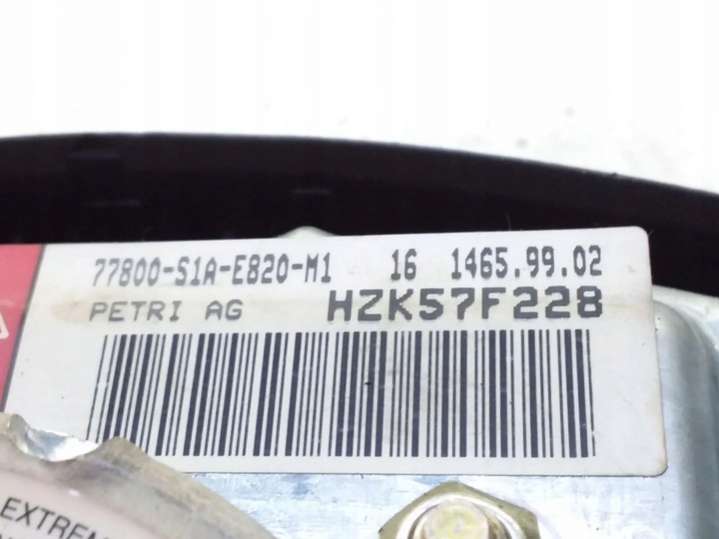 77800-S1A-E820-M1 16 1465.99.02
PETRI AG HZK57F228
EXTREM